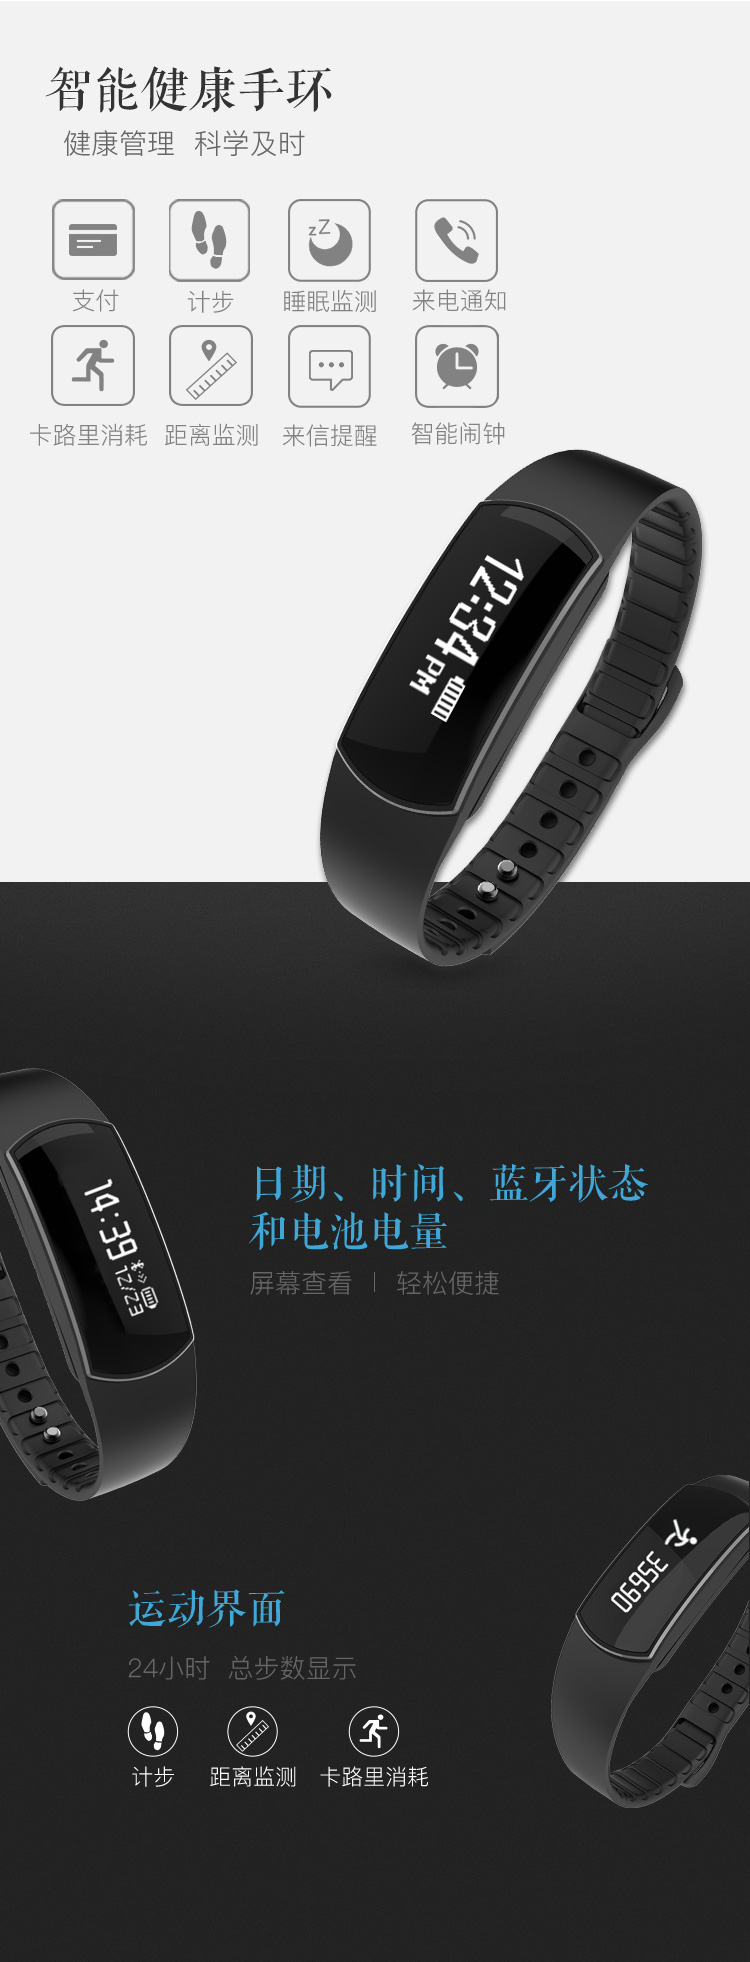 智能健康手环
健康管理 科学及时
zZ
支付 计步 睡眠监测 来电通知
卡路里消耗 距离监测 来信提醒 智能闹钟
12:34
PM
14:39
日期、时间、蓝牙状态
和电池电量
屏幕查看 | 轻松便捷
35690
运动界面
24小时 总步数显示
计步 距离监测 卡路里消耗